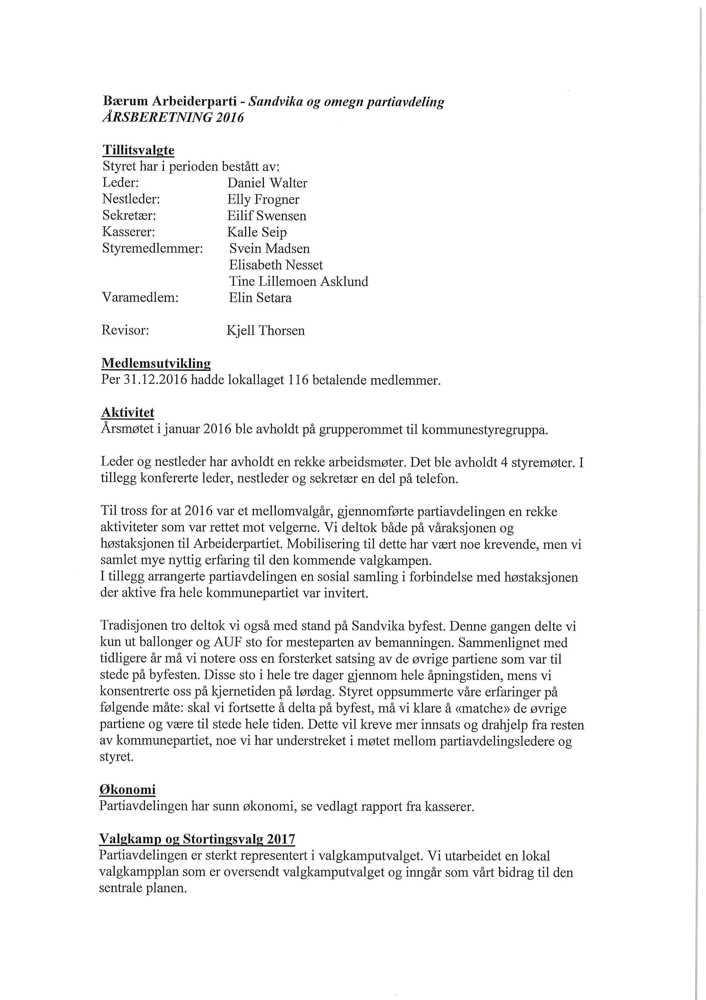 Bærum Arbeiderparti - Sandvika og omegn partiavdeling
ÅRSBERETNING 2016
Tillitsvalgte
Styret har i perioden bestått av:
Leder: Daniel Walter
Nestleder: Elly Frogner
Sekretær: Eilif Swensen
Kasserer: Kalle Seip
Styremedlemmer: Svein Madsen
Elisabeth Nesset
Tine Lillemoen Asklund
Varamedlem: Elin Setara
Revisor: Kjell Thorsen
Medlemsutvikling
Per 31.12.2016 hadde lokallaget 116 betalende medlemmer.
Aktivitet
Årsmøtet i januar 2016 ble avholdt på grupperommet til kommunestyregruppa.
Leder og nestleder har avholdt en rekke arbeidsmøter. Det ble avholdt 4 styremøter. I
tillegg konfererte leder, nestleder og sekretær en del på telefon.
Til tross for at 2016 var et mellomvalgår, gjennomførte partiavdelingen en rekke
aktiviteter som var rettet mot velgerne. Vi deltok både på våraksjonen og
høstaksjonen til Arbeiderpartiet. Mobilisering til dette har vært noe krevende, men vi
samlet mye nyttig erfaring til den kommende valgkampen.
I tillegg arrangerte partiavdelingen en sosial samling i forbindelse med høstaksjonen
der aktive fra hele kommunepartiet var invitert.
Tradisjonen tro deltok vi også med stand på Sandvika byfest. Denne gangen delte vi
kun ut ballonger og AUF sto for mesteparten av bemanningen. Sammenlignet med
tidligere år må vi notere oss en forsterket satsing av de øvrige partiene som var til
stede på byfesten. Disse sto i hele tre dager gjennom hele åpningstiden, mens vi
konsentrerte oss på kjernetiden på lørdag. Styret oppsummerte våre erfaringer på
følgende måte: skal vi fortsette å delta på byfest, må vi klare å «matche» de øvrige
partiene og være til stede hele tiden. Dette vil kreve mer innsats og drahjelp fra resten
av kommunepartiet, noe vi har understreket i møtet mellom partiavdelingsledere og
styret.
Økonomi
Partiavdelingen har sunn økonomi, se vedlagt rapport fra kasserer.
Valgkamp og Stortingsvalg 2017
Partiavdelingen er sterkt representert i valgkamputvalget. Vi utarbeidet en lokal
valgkampplan som er oversendt valgkamputvalget og inngår som vårt bidrag til den
sentrale planen.